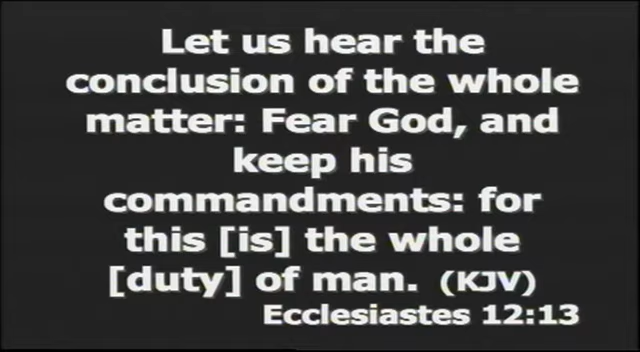 Let us hear the
conclusion of the whole
matter: Fear God, and
keep his
commandments: for
this [is] the whole
[duty] of man. (KJV)
Ecclesiastes 12:13